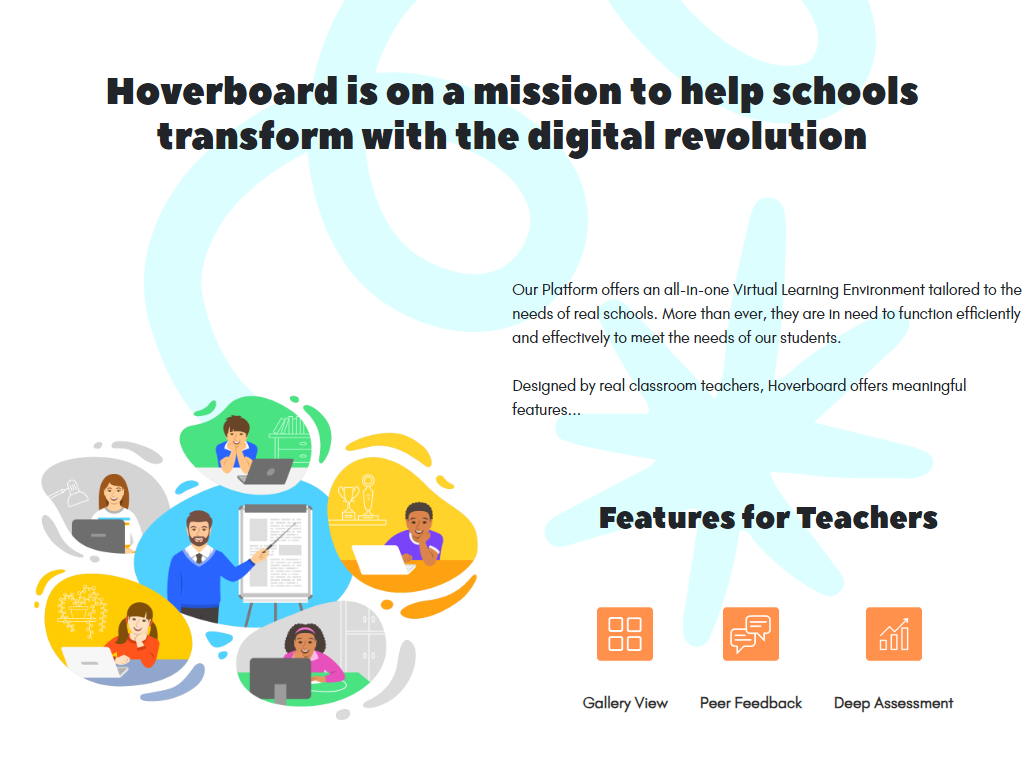 Hoverboard is on a mission to help schools
transform with the digital revolution
Our Platform offers an all-in-one Virtual Learning Environment tailored to the
needs of real schools. More than ever, they are in need to function efficiently
and effectively to meet the needs of our students.
Designed by real classroom teachers, Hoverboard offers meaningful
features...
Features for Teachers
Gallery View
Peer Feedback
Deep Assessment